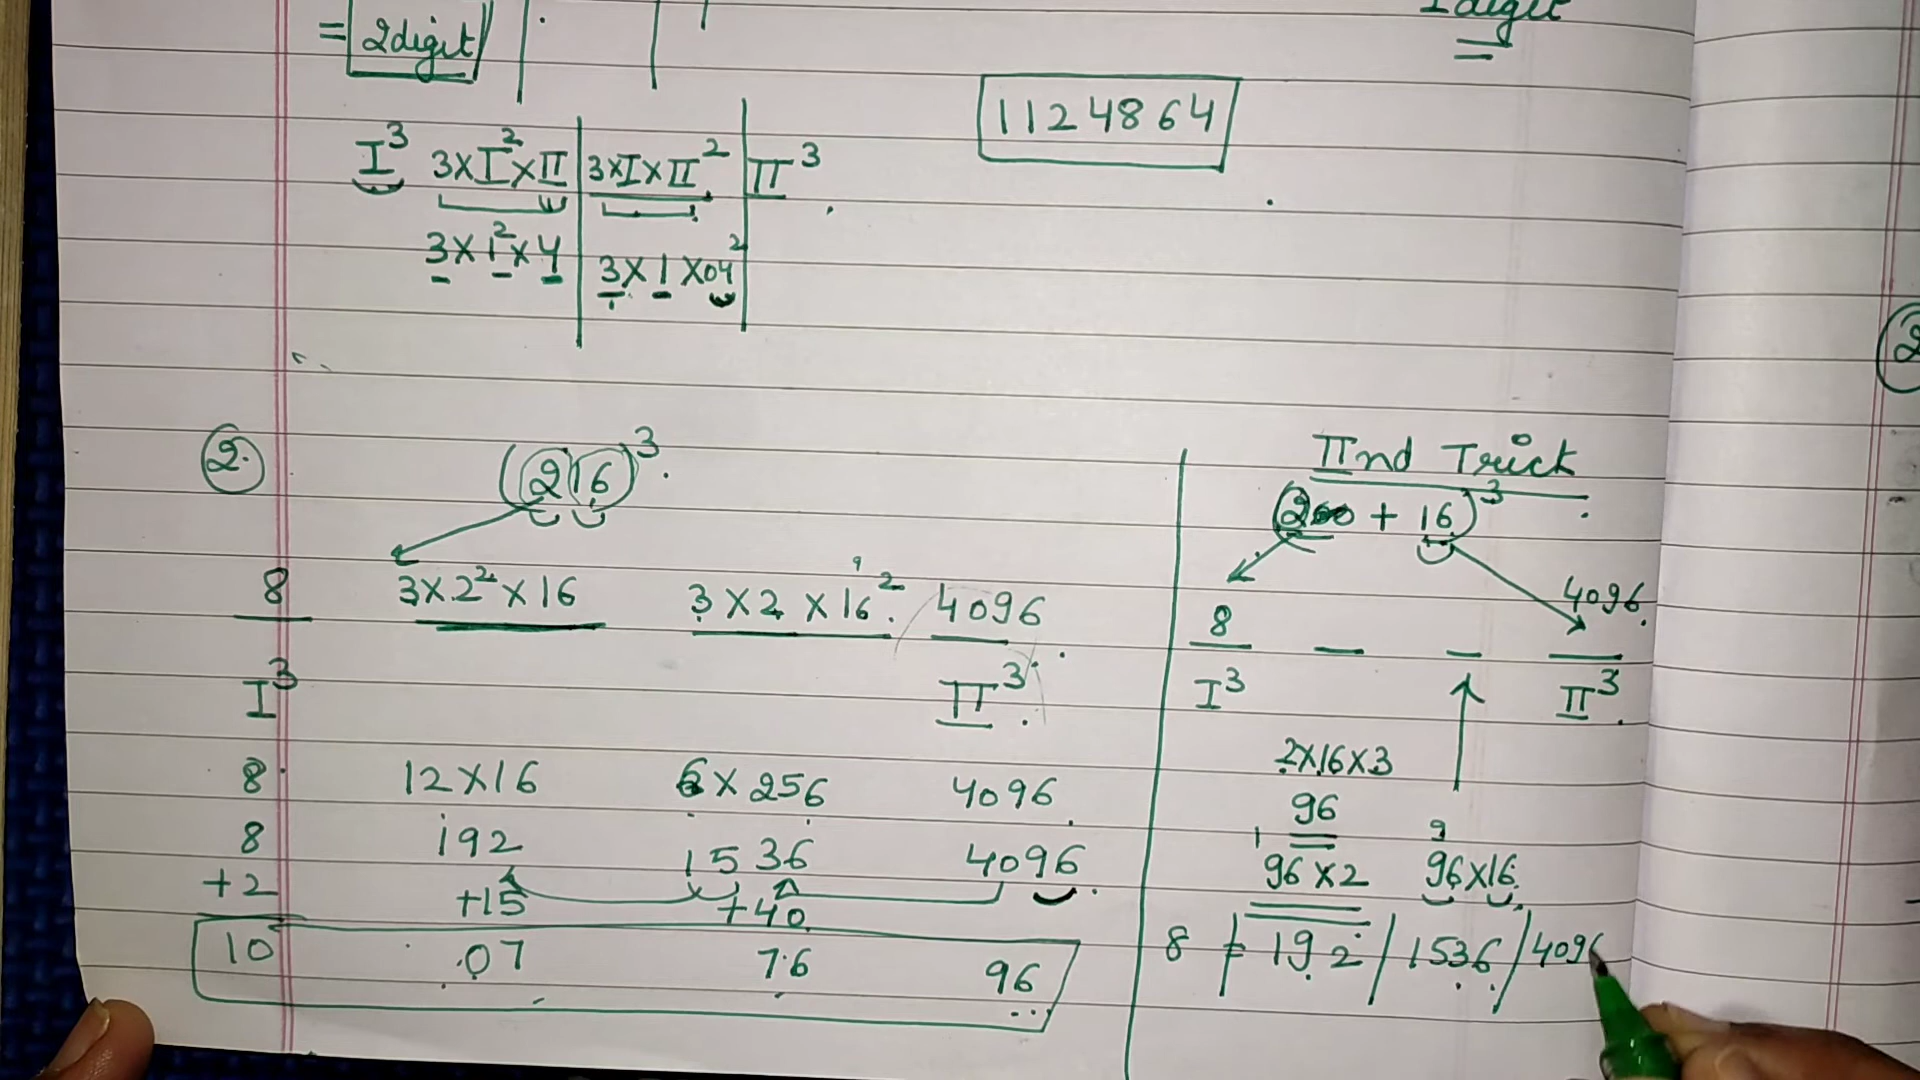 = 2digit
1digit
1124864
I³ 3×I²×II | 3×I×II² | II³
3×1²×4 | 3×1×04²
2. (216)³
8 3×2²×16 3×2×16² 4096
I³ II³
8 12×16 6×256 4096
8 192 1536 4096
+2 +15 +40
10 07 76 96
IInd Trick
(200 + 16)³
4096
8 _ _ _
I³ II³
2×16×3
96
96×2 96×16
8 / 192 / 1536 / 4096
2